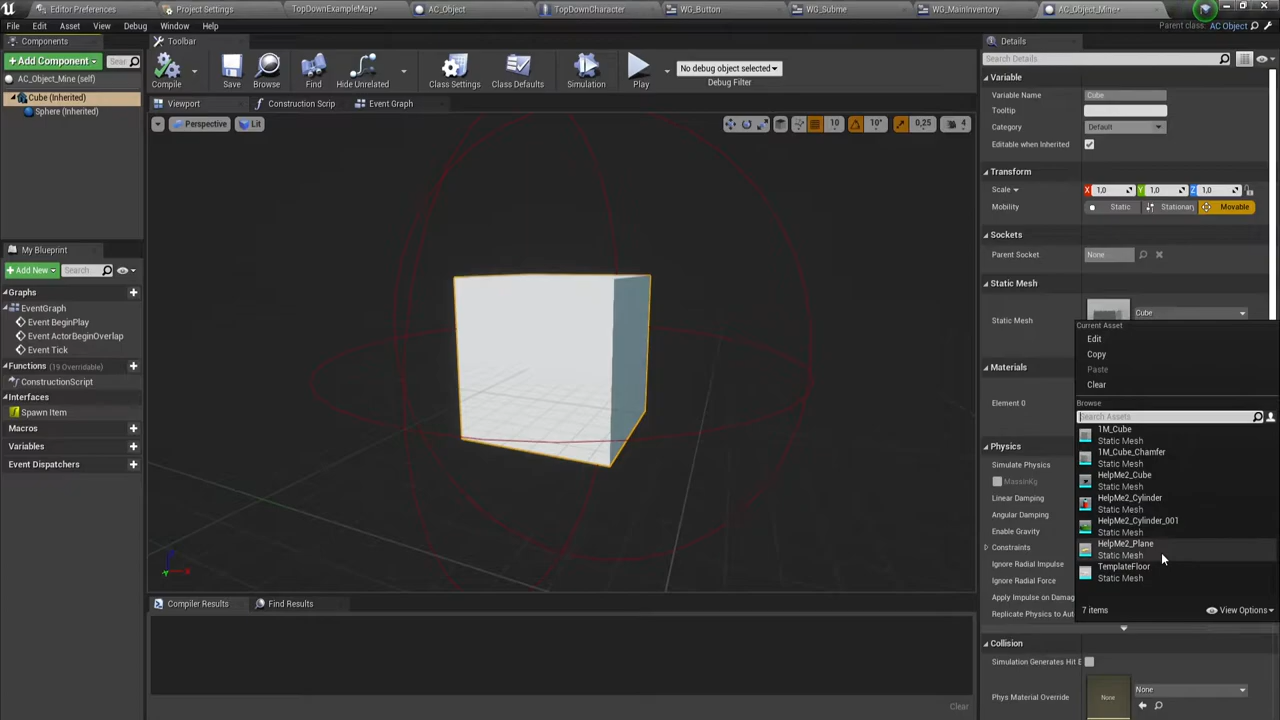 Editor Preferences
Project Settings
TopDownExampleMap*
AC_Object
TopDownCharacter
WG_Button
WG_Subme
WG_MainInventory
AC_Object_Mine*
File Edit Asset View Debug Window Help
Parent class: AC Object
Components
Toolbar
Details
+Add Component
Search
AC_Object_Mine (self)
Cube (Inherited)
Sphere (Inherited)
Compile
Save
Browse
Find
Hide Unrelated
Class Settings
Class Defaults
Simulation
Play
No debug object selected
Debug Filter
Search Details
Viewport
Construction Scrip
Event Graph
Perspective
Lit
10
10°
0,25
4
Variable
Variable Name Cube
Tooltip
Category Default
Editable when Inherited
Transform
Scale X 1,0 Y 1,0 Z 1,0
Mobility Static Stationary Movable
Sockets
Parent Socket None
Static Mesh
Static Mesh Cube
Materials
Element 0
Physics
Simulate Physics
MassInKg
Linear Damping
Angular Damping
Enable Gravity
Constraints
Ignore Radial Impulse
Ignore Radial Force
Apply Impulse on Damag
Replicate Physics to Aut
Collision
Simulation Generates Hit E
Phys Material Override None None
Current Asset
Edit
Copy
Paste
Clear
Browse
Search Assets
1M_Cube
Static Mesh
1M_Cube_Chamfer
Static Mesh
HelpMe2_Cube
Static Mesh
HelpMe2_Cylinder
Static Mesh
HelpMe2_Cylinder_001
Static Mesh
HelpMe2_Plane
Static Mesh
TemplateFloor
Static Mesh
7 items
View Options
My Blueprint
+Add New
Search
Graphs
EventGraph
Event BeginPlay
Event ActorBeginOverlap
Event Tick
Functions (19 Overridable)
ConstructionScript
Interfaces
Spawn Item
Macros
Variables
Event Dispatchers
Compiler Results
Find Results
Clear